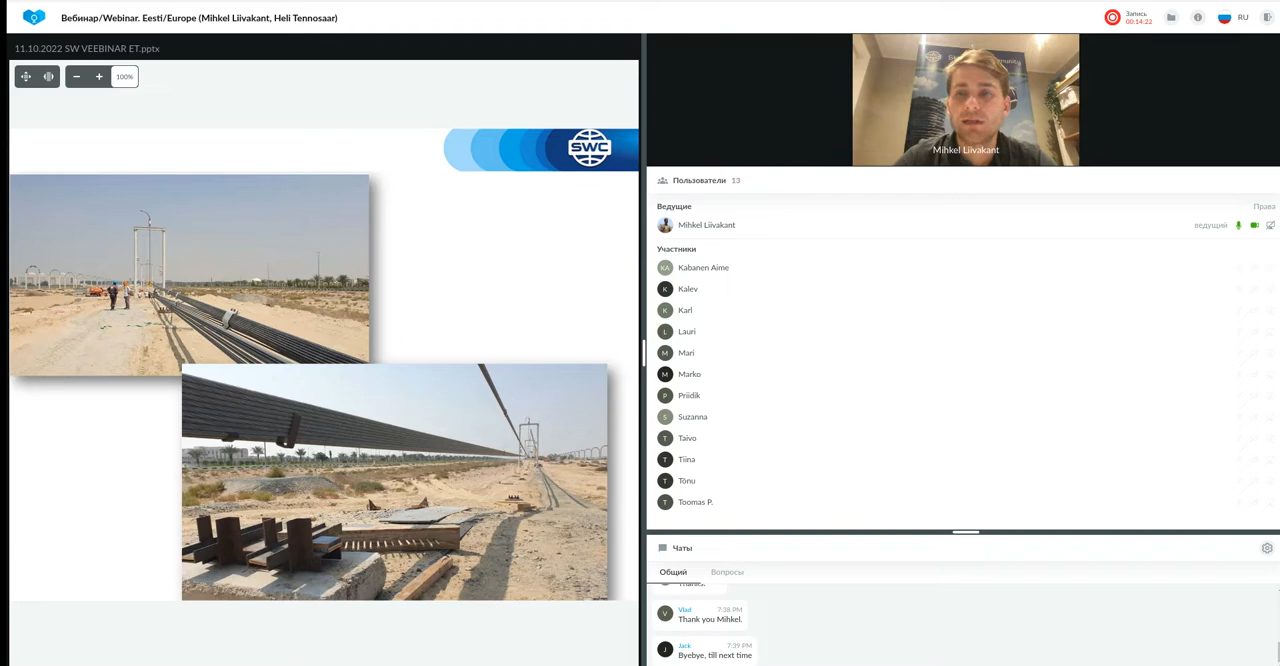 Вебинар/Webinar. Eesti/Europe (Mihkel Liivakant, Heli Tennosaar)
Запись
00:14:22
RU
11.10.2022 SW VEEBINAR ET.pptx
100%
SWC
Mihkel Liivakant
Пользователи 13
Ведущие Права
Mihkel Liivakant ведущий
Участники
KA Kabanen Aime
K Kalev
K Karl
L Lauri
M Mari
M Marko
P Priidik
S Suzanna
T Taivo
T Tiina
T Tõnu
T Toomas P.
Чаты
Общий Вопросы
Thanks.
V Vlad 7:38 PM
Thank you Mihkel.
J Jack 7:39 PM
Byebye, till next time